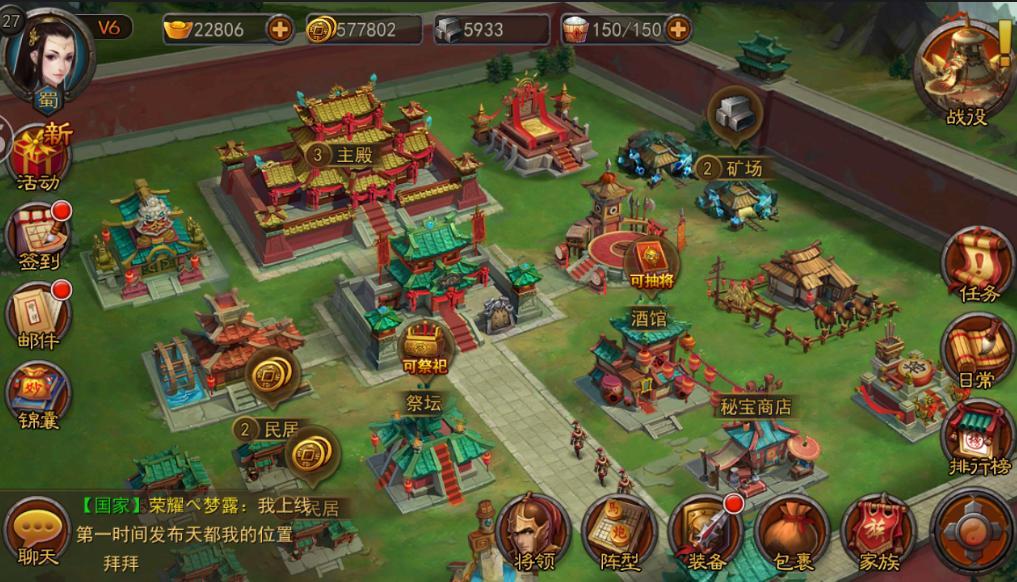 27
V6
22806
577802
5933
150/150
蜀
战役
新
活动
3 主殿
2 矿场
签到
可抽将
任务
邮件
酒馆
可祭祀
日常
锦囊
祭坛
秘宝商店
2 民居
排行榜
民居
【国家】荣耀ぺ梦露：我上线
第一时间发布天都我的位置
拜拜
聊天
将领
阵型
装备
包裹
家族